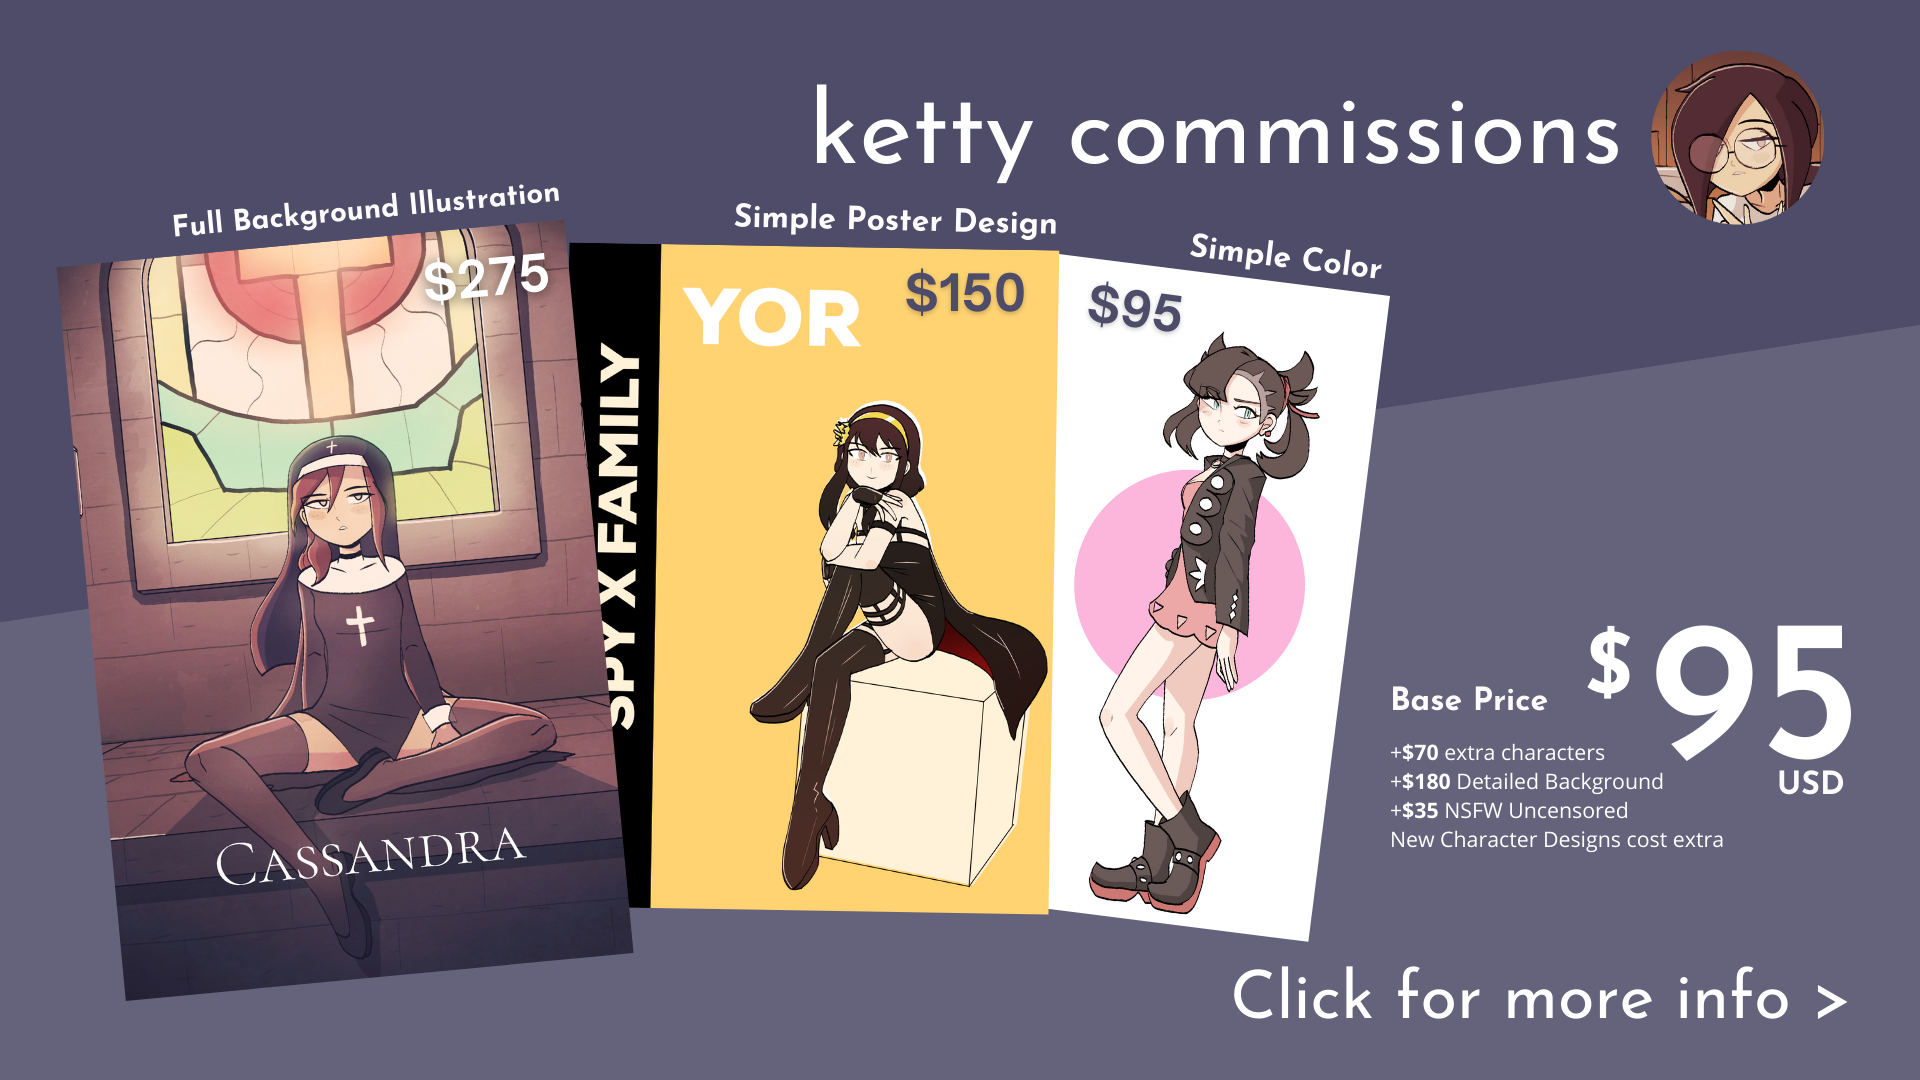 ketty commissions
Full Background Illustration
$275
CASSANDRA
Simple Poster Design
SPY X FAMILY
YOR
$150
Simple Color
$95
Base Price
$95
USD
+$70 extra characters
+$180 Detailed Background
+$35 NSFW Uncensored
New Character Designs cost extra
Click for more info >